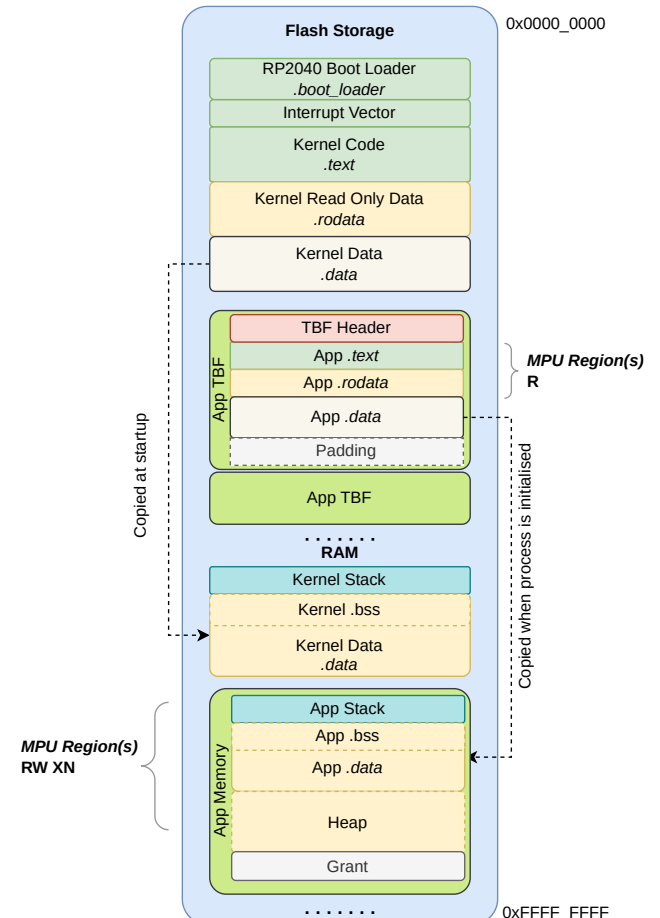 Flash Storage
0x0000_0000
RP2040 Boot Loader
.boot_loader
Interrupt Vector
Kernel Code
.text
Kernel Read Only Data
.rodata
Kernel Data
.data
Copied at startup
App TBF
TBF Header
App .text
App .rodata
App .data
Padding
MPU Region(s)
R
Copied when process is initialised
App TBF
.......
RAM
Kernel Stack
Kernel .bss
Kernel Data
.data
MPU Region(s)
RW XN
App Memory
App Stack
App .bss
App .data
Heap
Grant
.......
0xFFFF_FFFF